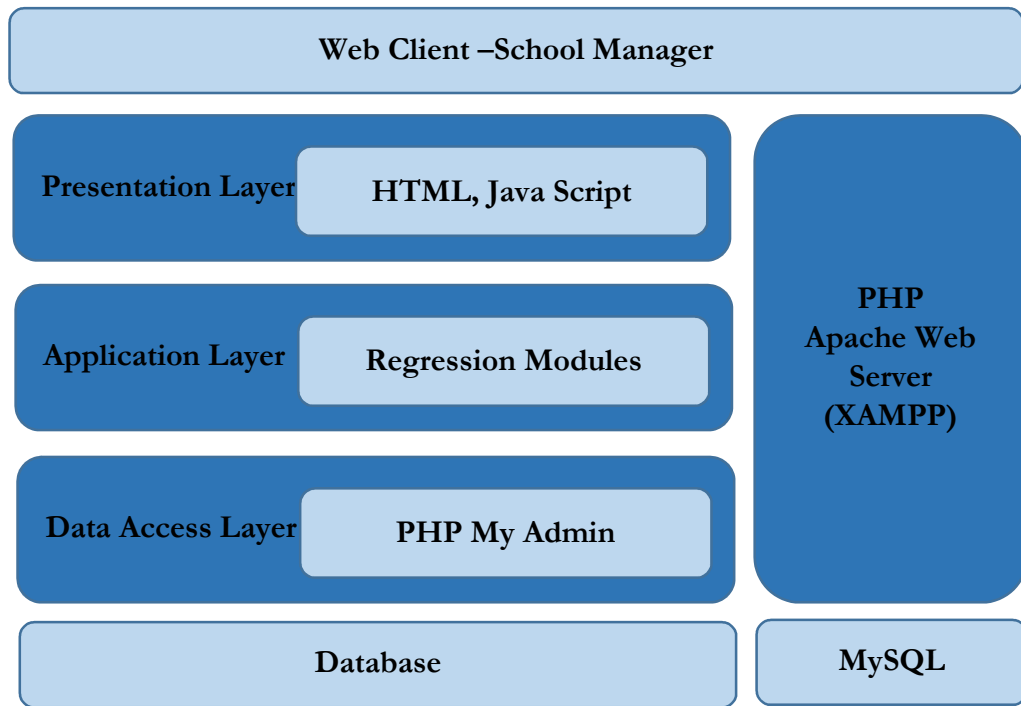 Web Client –School Manager
Presentation Layer
HTML, Java Script
Application Layer
Regression Modules
Data Access Layer
PHP My Admin
PHP
Apache Web
Server
(XAMPP)
Database
MySQL